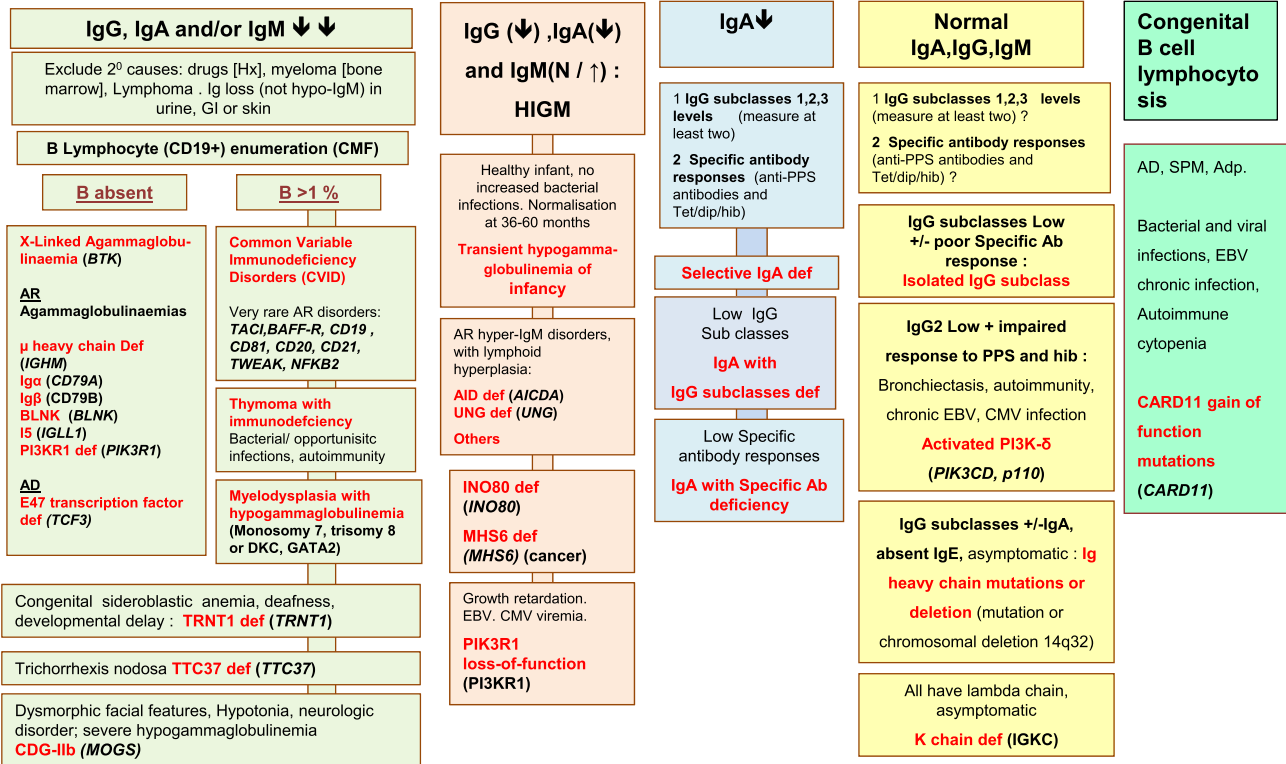 IgG, IgA and/or IgM 🡻 🡻
Exclude 2⁰ causes: drugs [Hx], myeloma [bone
marrow], Lymphoma . Ig loss (not hypo-IgM) in
urine, GI or skin
B Lymphocyte (CD19+) enumeration (CMF)
B absent
X-Linked Agammaglobu-
linaemia (BTK)
AR
Agammaglobulinaemias
µ heavy chain Def
(IGHM)
Igα (CD79A)
Igβ (CD79B)
BLNK (BLNK)
I5 (IGLL1)
PI3KR1 def (PIK3R1)
AD
E47 transcription factor
def (TCF3)
B >1 %
Common Variable
Immunodeficiency
Disorders (CVID)
Very rare AR disorders:
TACI,BAFF-R, CD19 ,
CD81, CD20, CD21,
TWEAK, NFKB2
Thymoma with
immunodefciency
Bacterial/ opportunisitc
infections, autoimmunity
Myelodysplasia with
hypogammaglobulinemia
(Monosomy 7, trisomy 8
or DKC, GATA2)
Congenital sideroblastic anemia, deafness,
developmental delay : TRNT1 def (TRNT1)
Trichorrhexis nodosa TTC37 def (TTC37)
Dysmorphic facial features, Hypotonia, neurologic
disorder; severe hypogammaglobulinemia
CDG-IIb (MOGS)
IgG (🡻) ,IgA(🡻)
and IgM(N / ↑) :
HIGM
Healthy infant, no
increased bacterial
infections. Normalisation
at 36-60 months
Transient hypogamma-
globulinemia of
infancy
AR hyper-IgM disorders,
with lymphoid
hyperplasia:
AID def (AICDA)
UNG def (UNG)
Others
INO80 def
(INO80)
MHS6 def
(MHS6) (cancer)
Growth retardation.
EBV. CMV viremia.
PIK3R1
loss-of-function
(PI3KR1)
IgA🡻
1 IgG subclasses 1,2,3
levels (measure at
least two)
2 Specific antibody
responses (anti-PPS
antibodies and
Tet/dip/hib)
Selective IgA def
Low IgG
Sub classes
IgA with
IgG subclasses def
Low Specific
antibody responses
IgA with Specific Ab
deficiency
Normal
IgA,IgG,IgM
1 IgG subclasses 1,2,3 levels
(measure at least two) ?
2 Specific antibody responses
(anti-PPS antibodies and
Tet/dip/hib) ?
IgG subclasses Low
+/- poor Specific Ab
response :
Isolated IgG subclass
IgG2 Low + impaired
response to PPS and hib :
Bronchiectasis, autoimmunity,
chronic EBV, CMV infection
Activated PI3K-δ
(PIK3CD, p110)
IgG subclasses +/-IgA,
absent IgE, asymptomatic : Ig
heavy chain mutations or
deletion (mutation or
chromosomal deletion 14q32)
All have lambda chain,
asymptomatic
K chain def (IGKC)
Congenital
B cell
lymphocyto
sis
AD, SPM, Adp.
Bacterial and viral
infections, EBV
chronic infection,
Autoimmune
cytopenia
CARD11 gain of
function
mutations
(CARD11)